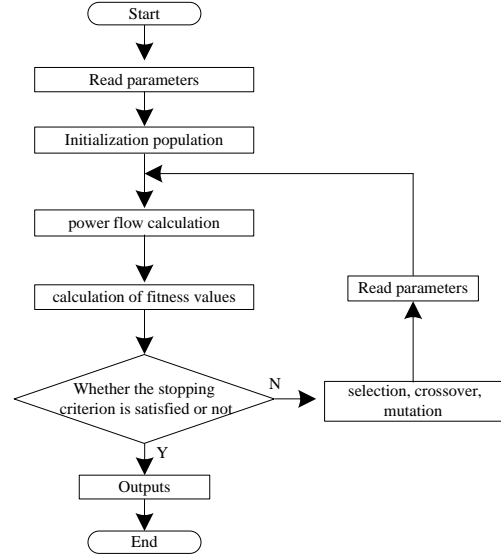 Start
Read parameters
Initialization population
power flow calculation
calculation of fitness values
Read parameters
Whether the stopping
criterion is satisfied or not
N
selection, crossover,
mutation
Y
Outputs
End